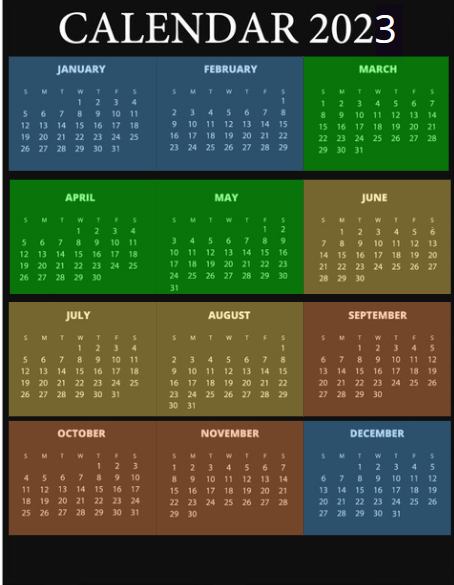 CALENDAR 2023
JANUARY
S M T W T F S
1 2 3 4
5 6 7 8 9 10 11
12 13 14 15 16 17 18
19 20 21 22 23 24 25
26 27 28 29 30 31
FEBRUARY
S M T W T F S
1
2 3 4 5 6 7 8
9 10 11 12 13 14 15
16 17 18 19 20 21 22
23 24 25 26 27 28 29
MARCH
S M T W T F S
1 2 3 4 5 6 7
8 9 10 11 12 13 14
15 16 17 18 19 20 21
22 23 24 25 26 27 28
29 30 31
APRIL
S M T W T F S
1 2 3 4
5 6 7 8 9 10 11
12 13 14 15 16 17 18
19 20 21 22 23 24 25
26 27 28 29 30
MAY
S M T W T F S
1 2
3 4 5 6 7 8 9
10 11 12 13 14 15 16
17 18 19 20 21 22 23
24 25 26 27 28 29 30
31
JUNE
S M T W T F S
1 2 3 4 5 6
7 8 9 10 11 12 13
14 15 16 17 18 19 20
21 22 23 24 25 26 27
28 29 30
JULY
S M T W T F S
1 2 3 4
5 6 7 8 9 10 11
12 13 14 15 16 17 18
19 20 21 22 23 24 25
26 27 28 29 30 31
AUGUST
S M T W T F S
1
2 3 4 5 6 7 8
9 10 11 12 13 14 15
16 17 18 19 20 21 22
23 24 25 26 27 28 29
30 31
SEPTEMBER
S M T W T F S
1 2 3 4 5
6 7 8 9 10 11 12
13 14 15 16 17 18 19
20 21 22 23 24 25 26
27 28 29 30
OCTOBER
S M T W T F S
1 2 3
4 5 6 7 8 9 10
11 12 13 14 15 16 17
18 19 20 21 22 23 24
25 26 27 28 29 30 31
NOVEMBER
S M T W T F S
1 2 3 4 5 6 7
8 9 10 11 12 13 14
15 16 17 18 19 20 21
22 23 24 25 26 27 28
29 30
DECEMBER
S M T W T F S
1 2 3 4 5
6 7 8 9 10 11 12
13 14 15 16 17 18 19
20 21 22 23 24 25 26
27 28 29 30 31